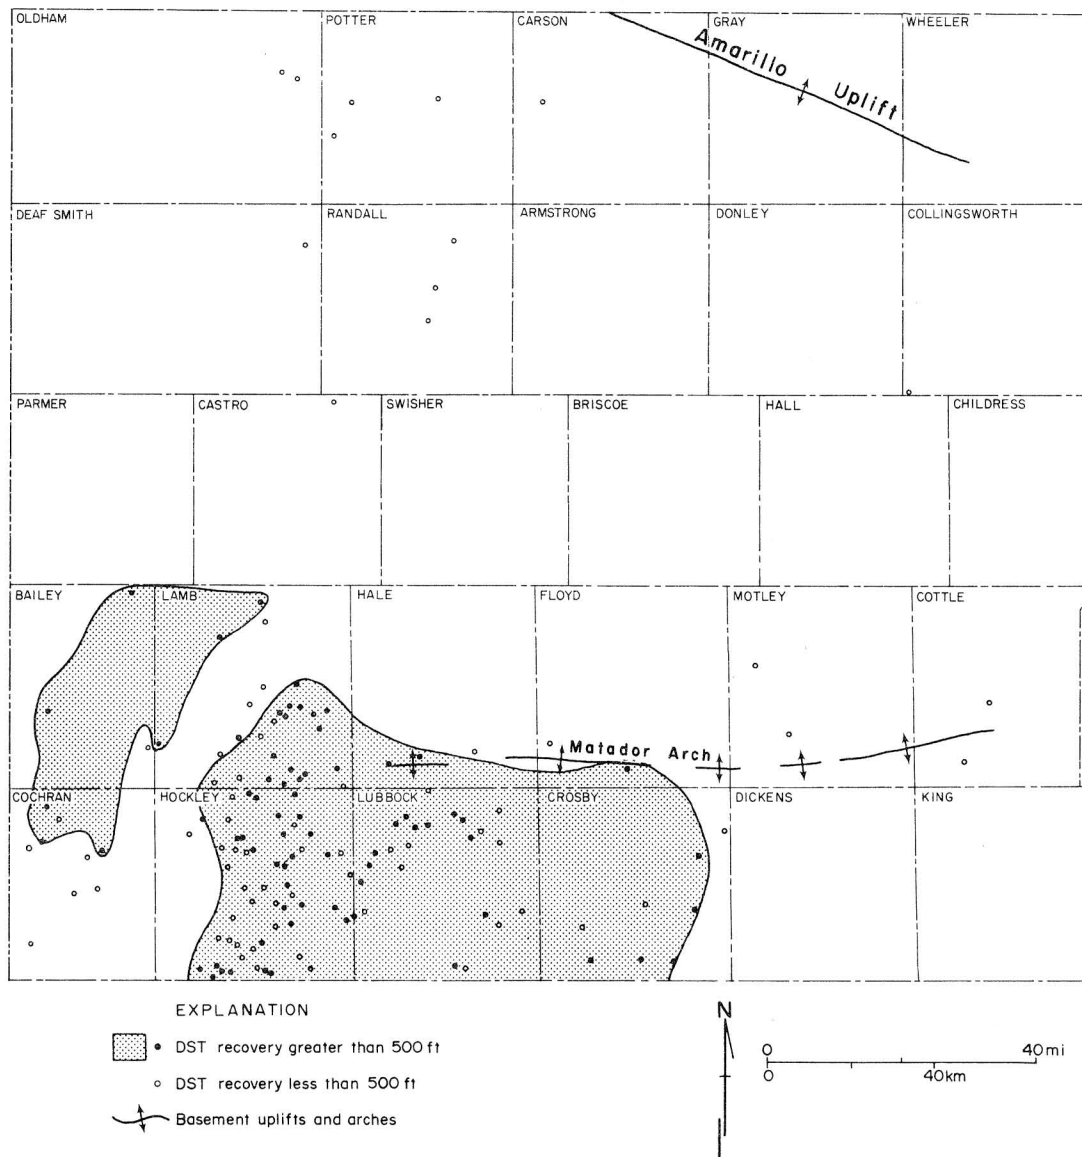 OLDHAM POTTER CARSON GRAY WHEELER
Amarillo Uplift
DEAF SMITH RANDALL ARMSTRONG DONLEY COLLINGSWORTH
PARMER CASTRO SWISHER BRISCOE HALL CHILDRESS
BAILEY LAMB HALE FLOYD MOTLEY COTTLE
Matador Arch
COCHRAN HOCKLEY LUBBOCK CROSBY DICKENS KING
EXPLANATION
DST recovery greater than 500 ft
DST recovery less than 500 ft
Basement uplifts and arches
N
0 40 mi
0 40 km